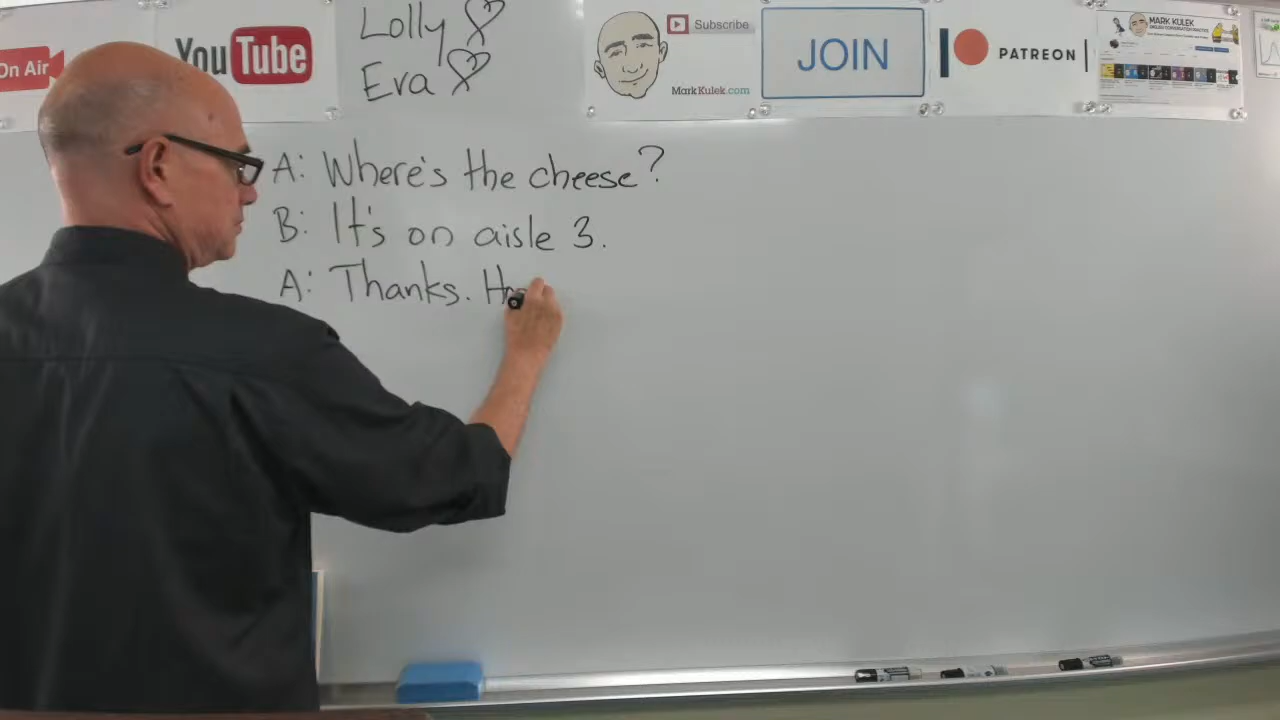 On Air
YouTube
Lolly
Eva
Subscribe
MarkKulek.com
JOIN
PATREON
MARK KULEK
A: Where's the cheese?
B: It's on aisle 3.
A: Thanks.